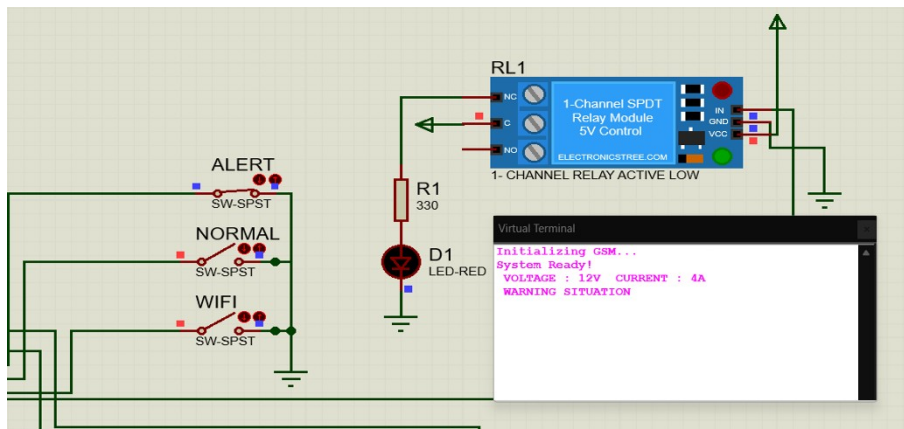 RL1
NC
C
NO
1-Channel SPDT
Relay Module
5V Control
ELECTRONICSTREE.COM
IN
GND
VCC
1- CHANNEL RELAY ACTIVE LOW
ALERT
SW-SPST
NORMAL
SW-SPST
WIFI
SW-SPST
R1
330
D1
LED-RED
Virtual Terminal
Initializing GSM...
System Ready!
VOLTAGE : 12V CURRENT : 4A
WARNING SITUATION